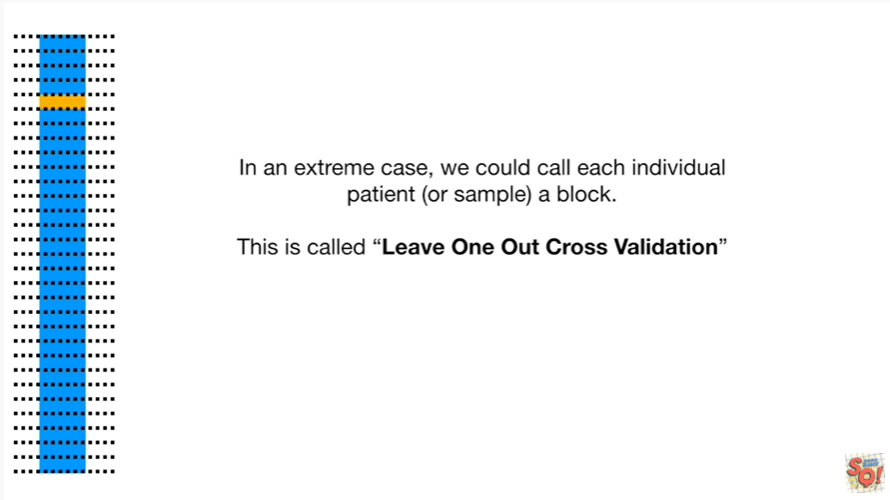 In an extreme case, we could call each individual
patient (or sample) a block.
This is called “Leave One Out Cross Validation”
SQ!